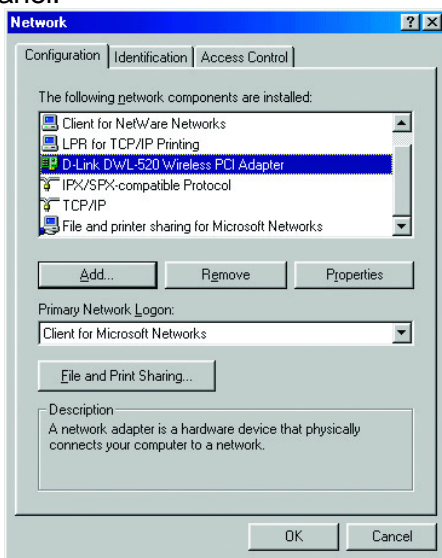 Network
Configuration Identification Access Control
The following network components are installed:
Client for NetWare Networks
LPR for TCP/IP Printing
D-Link DWL-520 Wireless PCI Adapter
IPX/SPX-compatible Protocol
TCP/IP
File and printer sharing for Microsoft Networks
Add... Remove Properties
Primary Network Logon:
Client for Microsoft Networks
File and Print Sharing...
Description
A network adapter is a hardware device that physically
connects your computer to a network.
OK Cancel